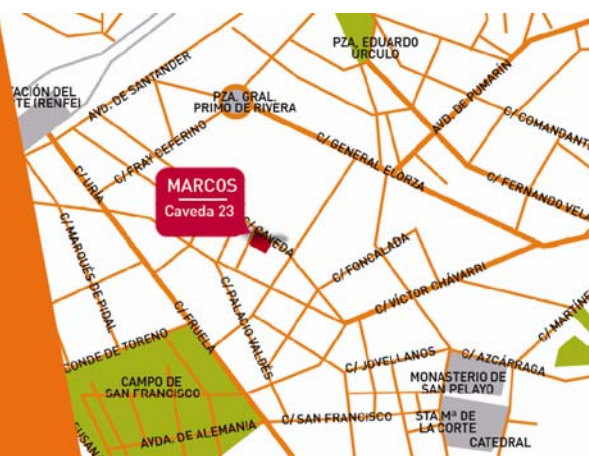 PZA. EDUARDO
ÚRCULO
AVD. DE SANTANDER
AVD. DE PUMARÍN
TACIÓN DEL
TE (RENFE)
PZA. GRAL.
PRIMO DE RIVERA
C/ COMANDANTE
C/ FRAY CEFERINO
C/ GENERAL ELORZA
C/ URÍA
MARCOS
Caveda 23
C/ FERNANDO VELA
C/ CAVEDA
C/ MARQUÉS DE PIDAL
C/ FONCALADA
C/ VÍCTOR CHÁVARRI
C/ FRUELA
C/ PALACIO VALDÉS
C/ MARTÍNE
CONDE DE TORENO
C/ JOVELLANOS
C/ AZCÁRRAGA
CAMPO DE
SAN FRANCISCO
MONASTERIO DE
SAN PELAYO
C/ SAN FRANCISCO
STA. Mª DE
LA CORTE
SUSAN
AVDA. DE ALEMANIA
CATEDRAL